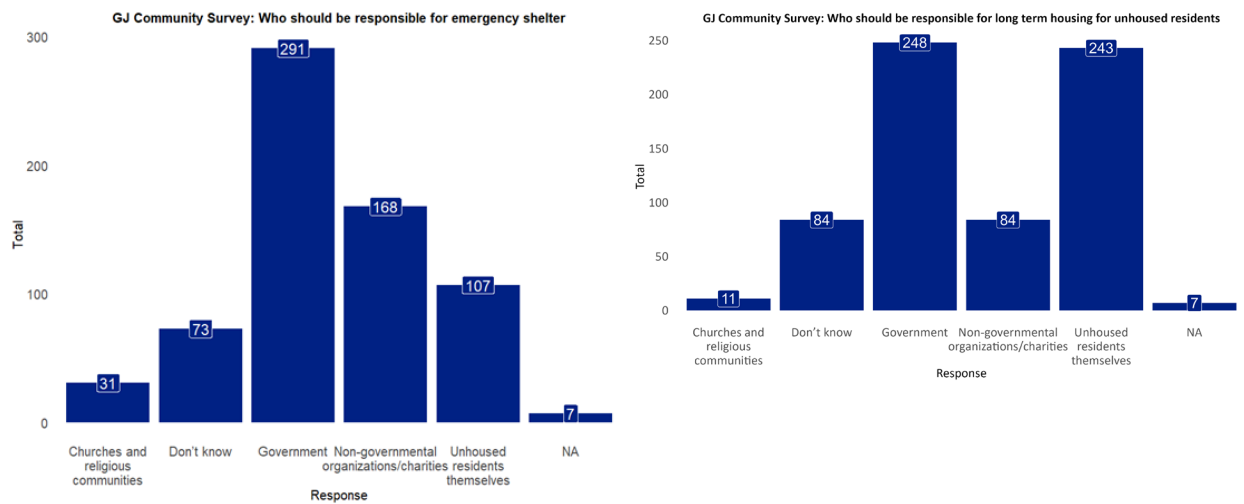 GJ Community Survey: Who should be responsible for emergency shelter
300
200
100
0
Total
31
73
291
168
107
7
Churches and
religious
communities
Don't know
Government
Non-governmental
organizations/charities
Unhoused
residents
themselves
NA
Response
GJ Community Survey: Who should be responsible for long term housing for unhoused residents
250
200
150
100
50
0
Total
11
84
248
84
243
7
Churches and
religious
communities
Don't know
Government
Non-governmental
organizations/charities
Unhoused
residents
themselves
NA
Response